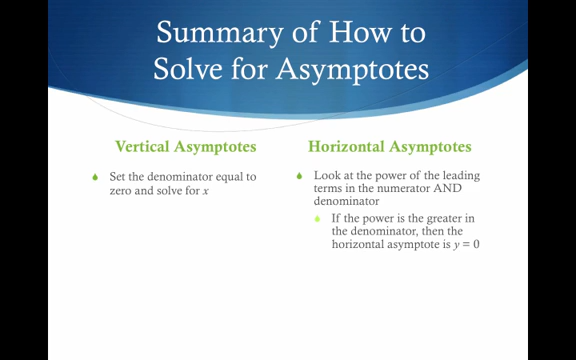 Summary of How to
Solve for Asymptotes
Vertical Asymptotes
Set the denominator equal to
zero and solve for x
Horizontal Asymptotes
Look at the power of the leading
terms in the numerator AND
denominator
If the power is the greater in
the denominator, then the
horizontal asymptote is y = 0